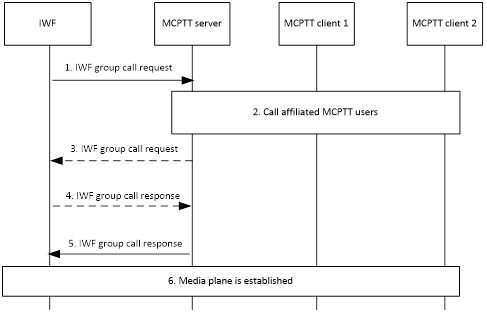 IWF
MCPTT server
MCPTT client 1
MCPTT client 2
1. IWF group call request
2. Call affiliated MCPTT users
3. IWF group call request
4. IWF group call response
5. IWF group call response
6. Media plane is established